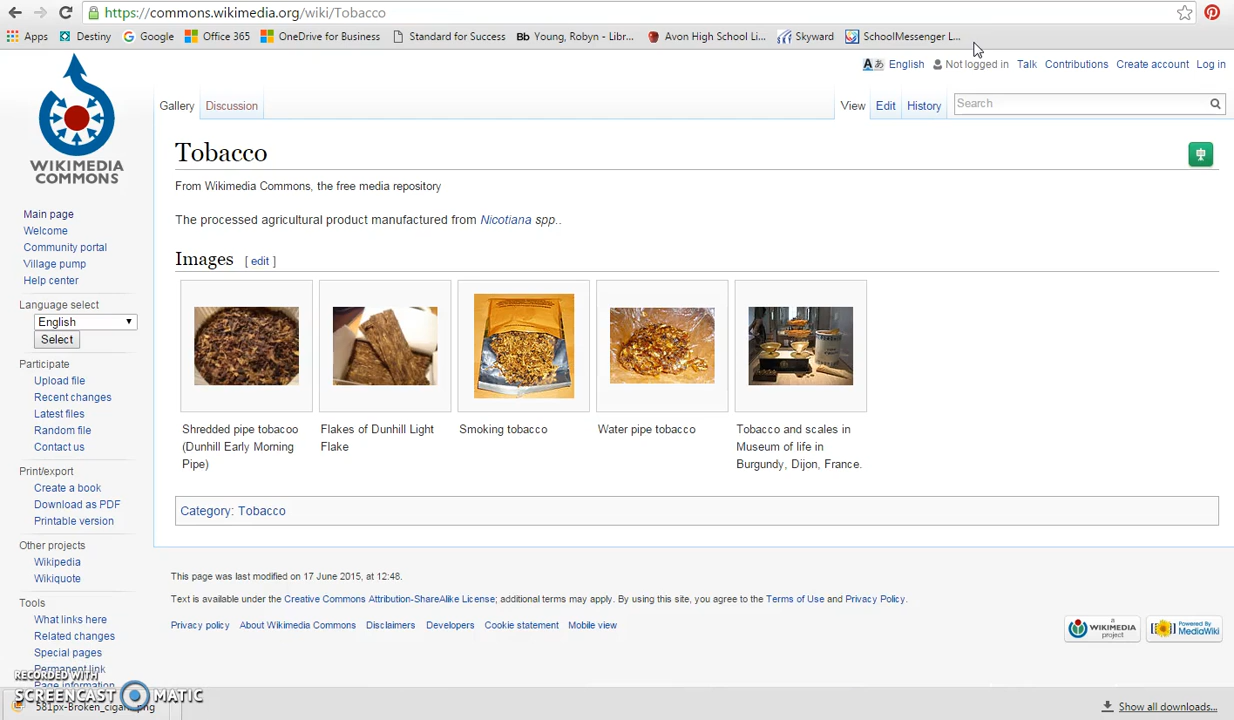 https://commons.wikimedia.org/wiki/Tobacco
Apps Destiny Google Office 365 OneDrive for Business Standard for Success Bb Young, Robyn - Libr... Avon High School Li... Skyward SchoolMessenger L...
English Not logged in Talk Contributions Create account Log in
Gallery Discussion View Edit History Search
WIKIMEDIA
COMMONS
Tobacco
From Wikimedia Commons, the free media repository
The processed agricultural product manufactured from Nicotiana spp..
Images [ edit ]
Shredded pipe tobacoo
(Dunhill Early Morning
Pipe)
Flakes of Dunhill Light
Flake
Smoking tobacco
Water pipe tobacco
Tobacco and scales in
Museum of life in
Burgundy, Dijon, France.
Category: Tobacco
This page was last modified on 17 June 2015, at 12:48.
Text is available under the Creative Commons Attribution-ShareAlike License; additional terms may apply. By using this site, you agree to the Terms of Use and Privacy Policy.
Privacy policy About Wikimedia Commons Disclaimers Developers Cookie statement Mobile view
a
WIKIMEDIA
project
Powered By
MediaWiki
Main page
Welcome
Community portal
Village pump
Help center
Language select
English
Select
Participate
Upload file
Recent changes
Latest files
Random file
Contact us
Print/export
Create a book
Download as PDF
Printable version
Other projects
Wikipedia
Wikiquote
Tools
What links here
Related changes
Special pages
Permanent link
Page information
RECORDED WITH
SCREENCAST MATIC
Show all downloads...